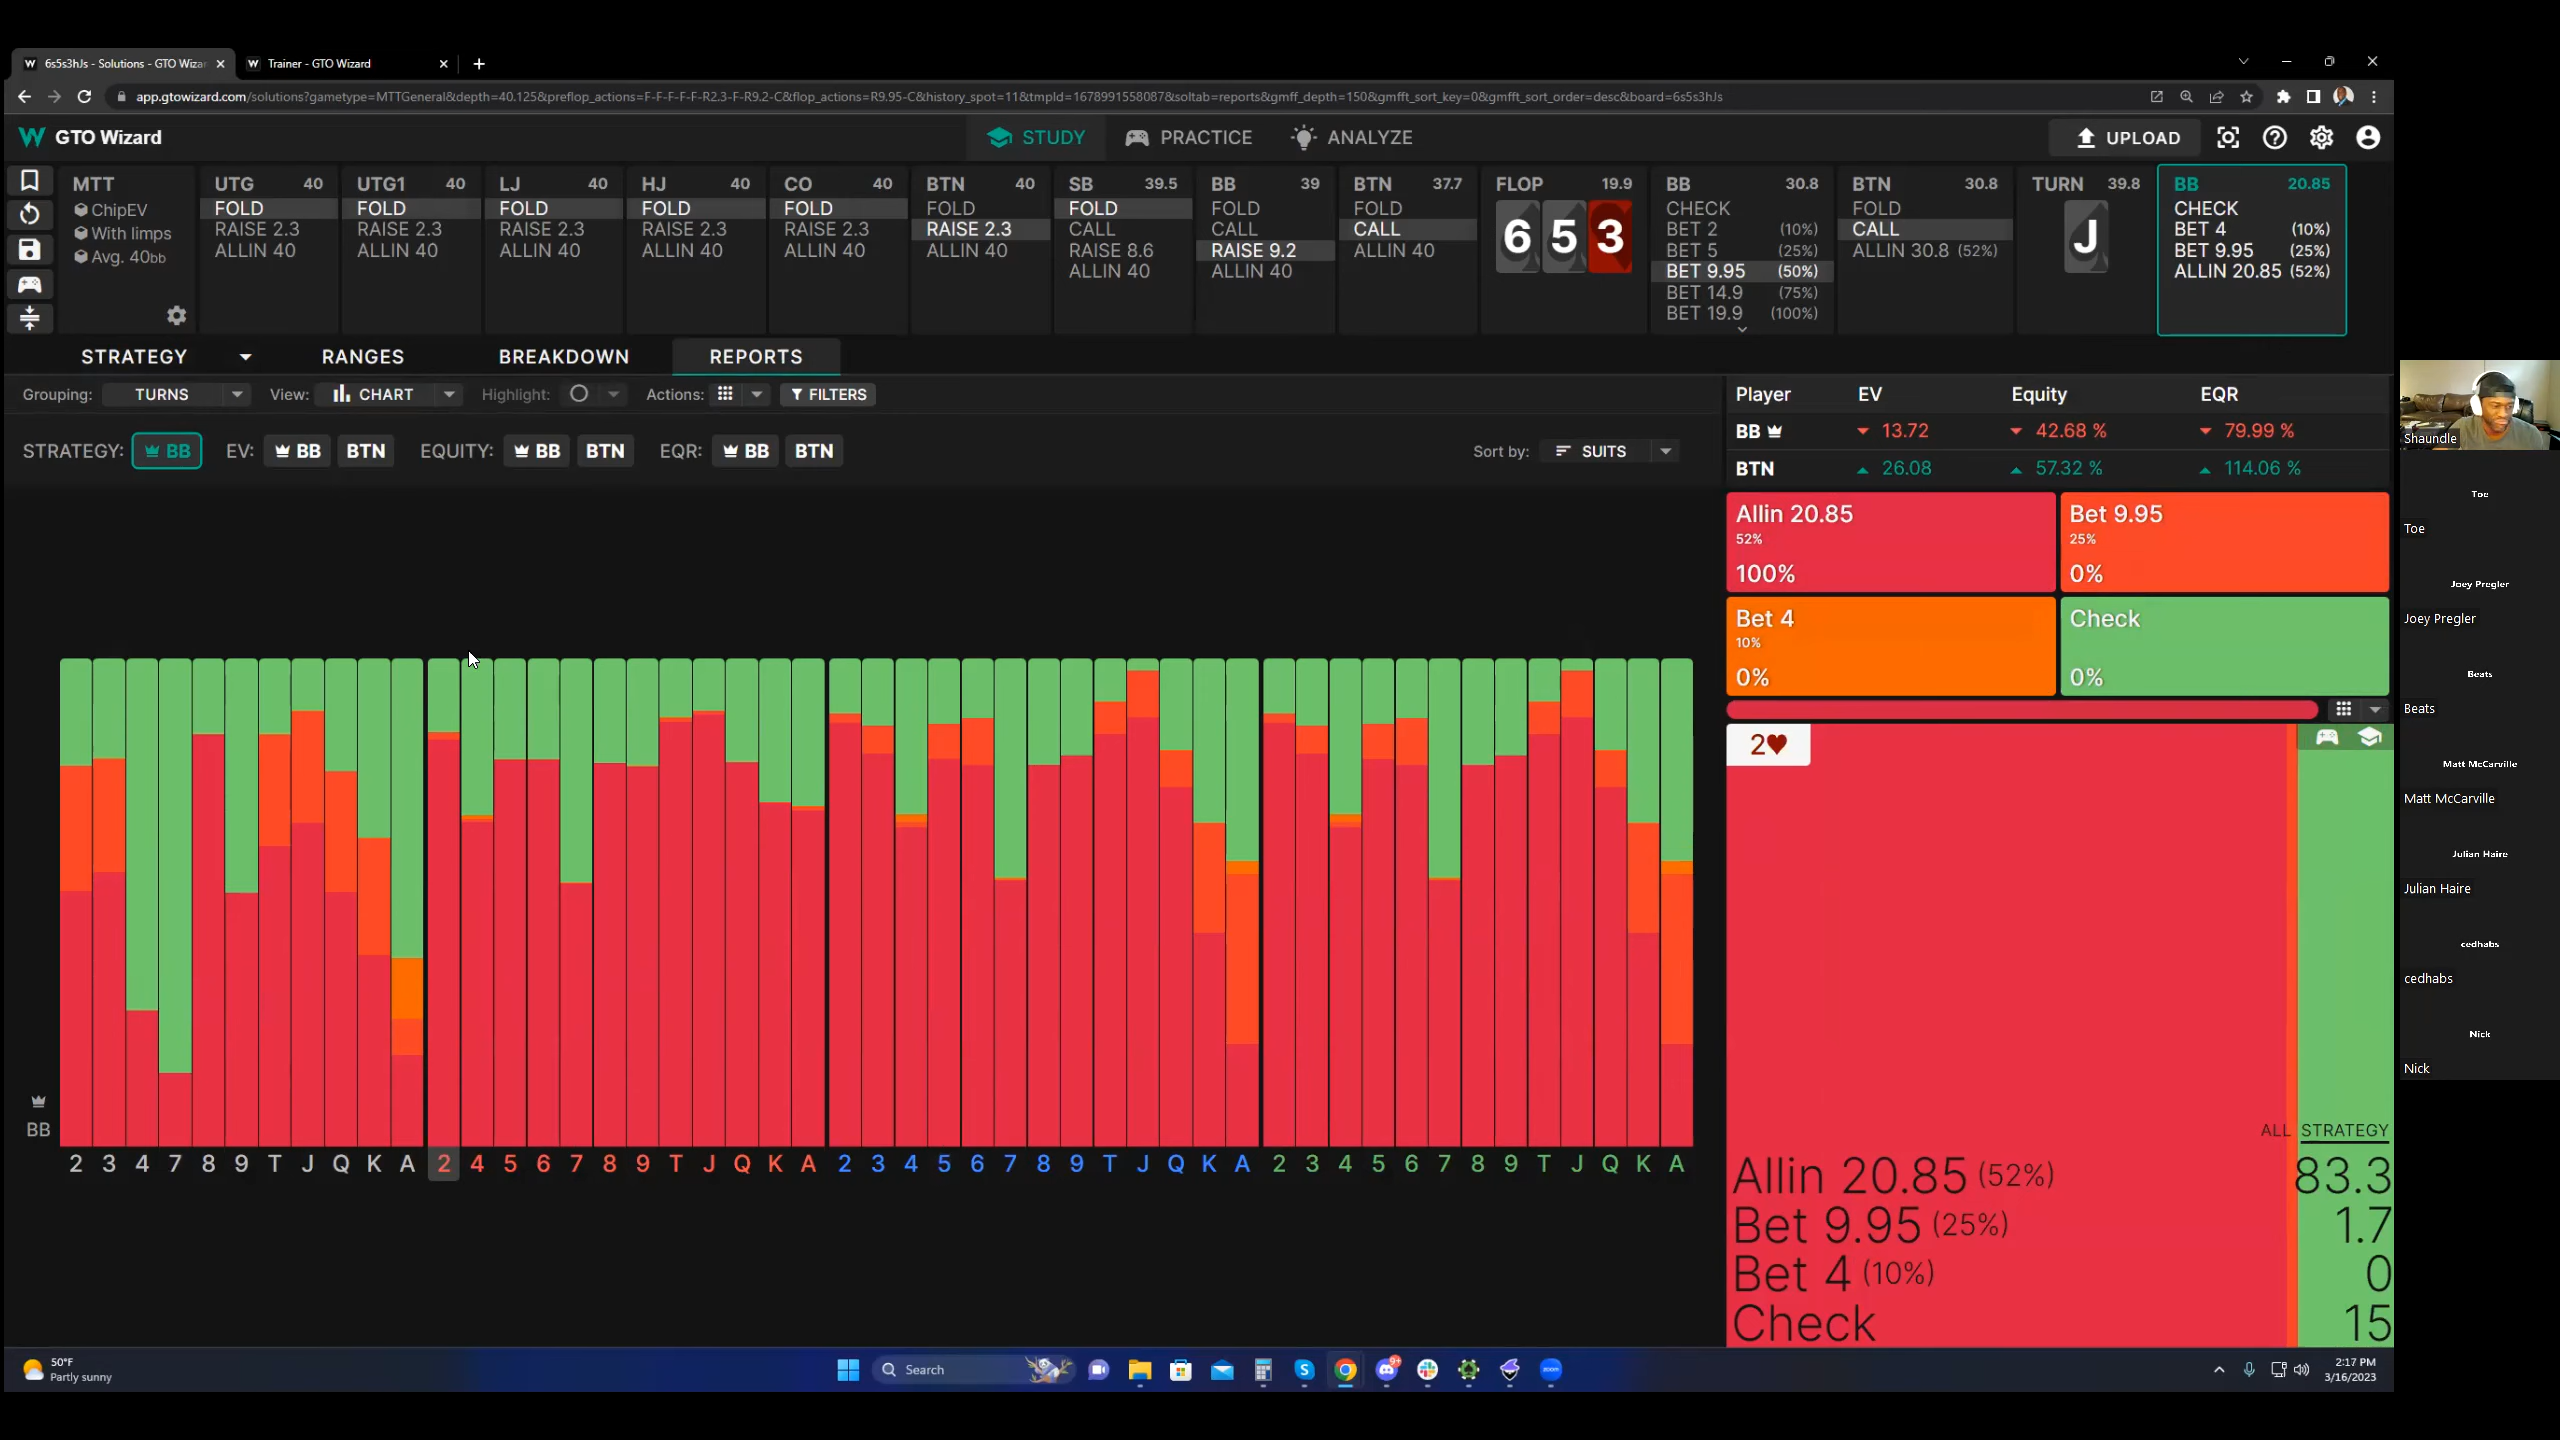 6s5s3hJs - Solutions - GTO Wizar
Trainer - GTO Wizard
app.gtowizard.com/solutions?gametype=MTTGeneral&depth=40.125&preflop_actions=F-F-F-F-F-R2.3-F-R9.2-C&flop_actions=R9.95-C&history_spot=11&tmpId=1678991558087&soltab=reports&gmff_depth=150&gmfft_sort_key=0&gmfft_sort_order=desc&board=6s5s3hJs
W GTO Wizard
STUDY PRACTICE ANALYZE
UPLOAD
MTT
ChipEV
With limps
Avg. 40bb
UTG 40
FOLD
RAISE 2.3
ALLIN 40
UTG1 40
FOLD
RAISE 2.3
ALLIN 40
LJ 40
FOLD
RAISE 2.3
ALLIN 40
HJ 40
FOLD
RAISE 2.3
ALLIN 40
CO 40
FOLD
RAISE 2.3
ALLIN 40
BTN 40
FOLD
RAISE 2.3
ALLIN 40
SB 39.5
FOLD
CALL
RAISE 8.6
ALLIN 40
BB 39
FOLD
CALL
RAISE 9.2
ALLIN 40
BTN 37.7
FOLD
CALL
ALLIN 40
FLOP 19.9
6 5 3
BB 30.8
CHECK
BET 2 (10%)
BET 5 (25%)
BET 9.95 (50%)
BET 14.9 (75%)
BET 19.9 (100%)
BTN 30.8
FOLD
CALL
ALLIN 30.8 (52%)
TURN 39.8
J
BB 20.85
CHECK
BET 4 (10%)
BET 9.95 (25%)
ALLIN 20.85 (52%)
STRATEGY RANGES BREAKDOWN REPORTS
Grouping: TURNS View: CHART Highlight: Actions: FILTERS
STRATEGY: BB EV: BB BTN EQUITY: BB BTN EQR: BB BTN
Sort by: SUITS
Player EV Equity EQR
BB 13.72 42.68 % 79.99 %
BTN 26.08 57.32 % 114.06 %
Allin 20.85
52%
100%
Bet 9.95
25%
0%
Bet 4
10%
0%
Check
0%
2♥
BB
2 3 4 7 8 9 T J Q K A 2 4 5 6 7 8 9 T J Q K A 2 3 4 5 6 7 8 9 T J Q K A 2 3 4 5 6 7 8 9 T J Q K A
ALL STRATEGY
Allin 20.85 (52%) 83.3
Bet 9.95 (25%) 1.7
Bet 4 (10%) 0
Check 15
Shaundle
Toe
Toe
Joey Pregler
Joey Pregler
Beats
Beats
Matt McCarville
Matt McCarville
Julian Haire
Julian Haire
cedhabs
cedhabs
Nick
Nick
50°F
Partly sunny
Search
2:17 PM
3/16/2023